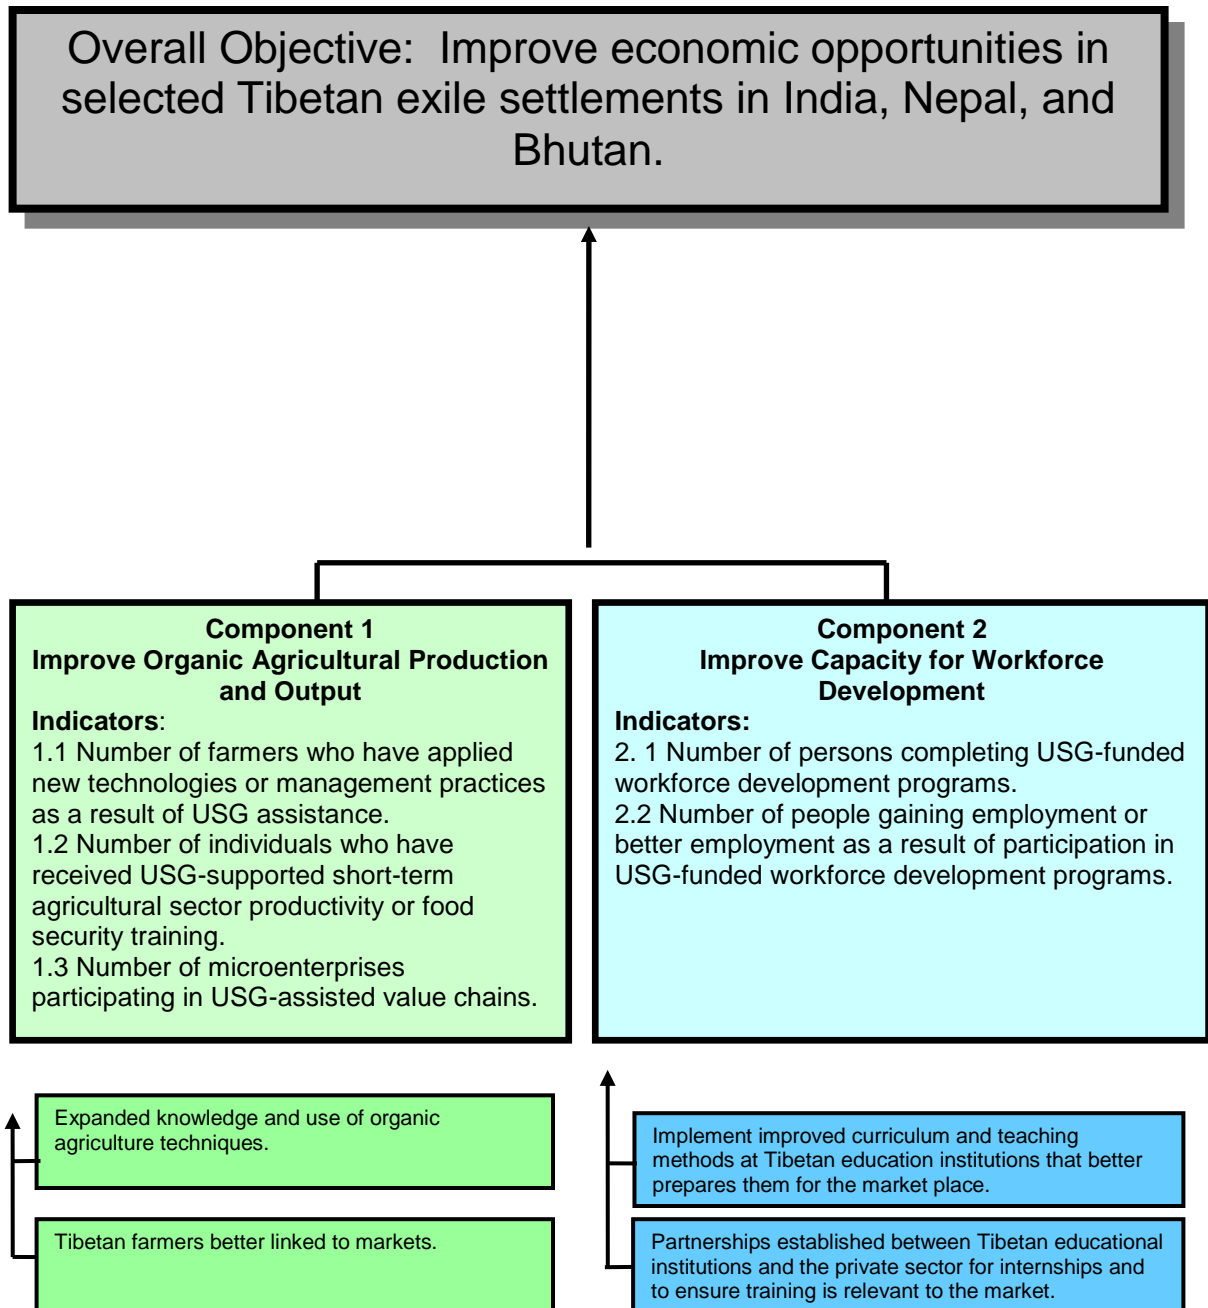 Overall Objective:  Improve economic opportunities in
selected Tibetan exile settlements in India, Nepal, and
Bhutan.
Component 1
Improve Organic Agricultural Production
and Output
Indicators:
1.1 Number of farmers who have applied
new technologies or management practices
as a result of USG assistance.
1.2 Number of individuals who have
received USG-supported short-term
agricultural sector productivity or food
security training.
1.3 Number of microenterprises
participating in USG-assisted value chains.
Component 2
Improve Capacity for Workforce
Development
Indicators:
2. 1 Number of persons completing USG-funded
workforce development programs.
2.2 Number of people gaining employment or
better employment as a result of participation in
USG-funded workforce development programs.
Expanded knowledge and use of organic
agriculture techniques.
Tibetan farmers better linked to markets.
Implement improved curriculum and teaching
methods at Tibetan education institutions that better
prepares them for the market place.
Partnerships established between Tibetan educational
institutions and the private sector for internships and
to ensure training is relevant to the market.